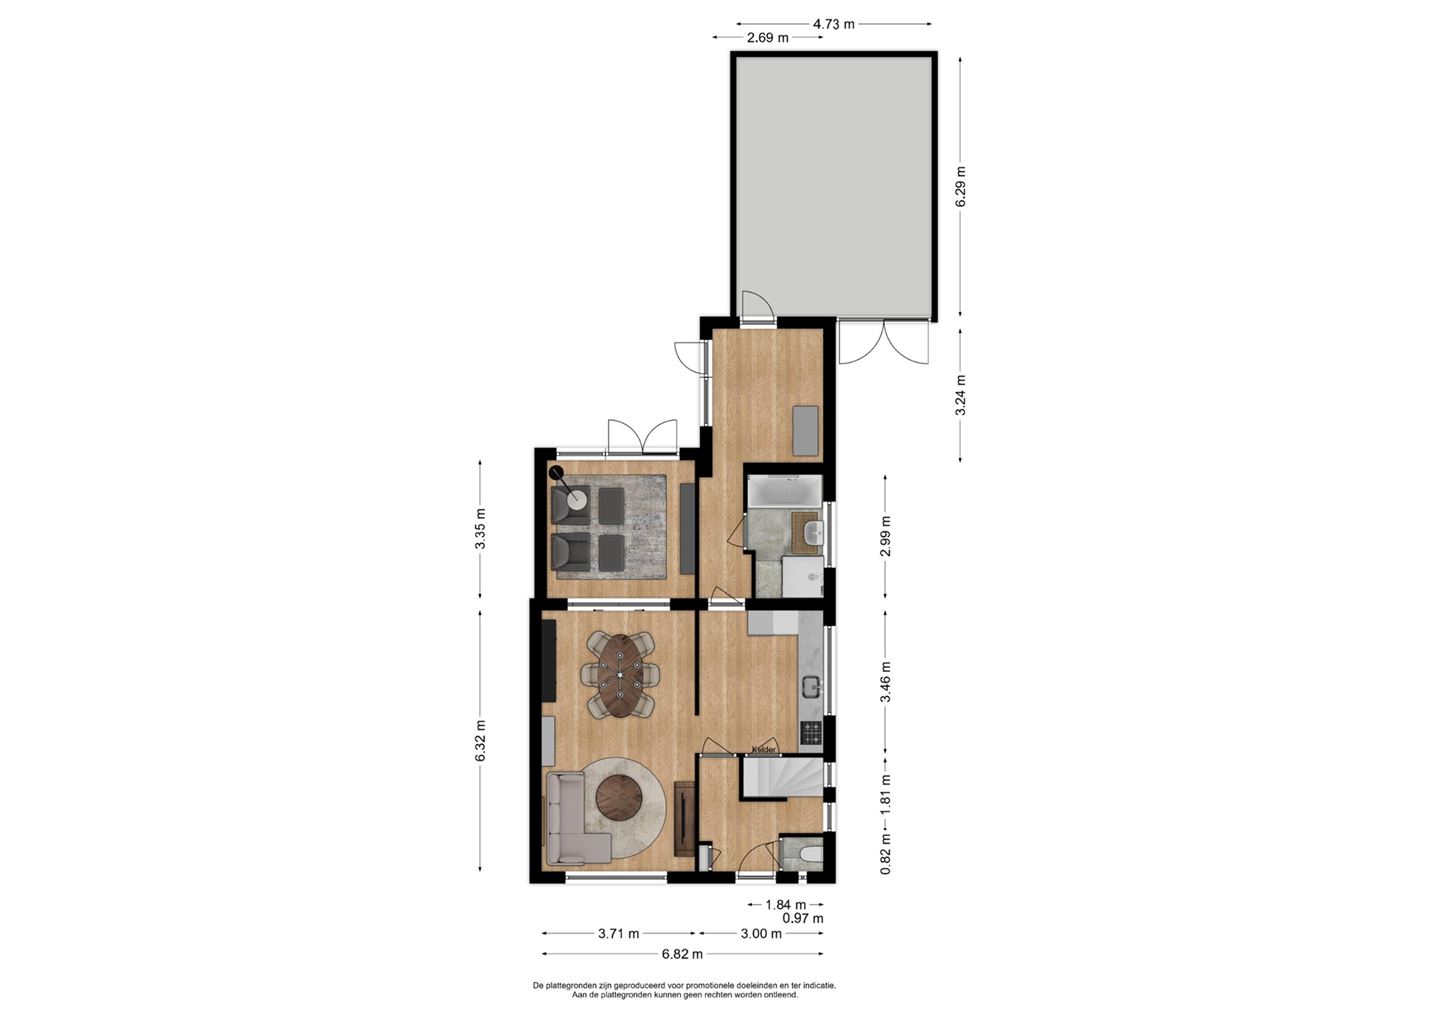 4.73 m
2.69 m
6.29 m
3.24 m
3.35 m
2.99 m
3.46 m
6.32 m
Kelder
1.81 m
0.82 m
1.84 m
0.97 m
3.71 m
3.00 m
6.82 m
De plattegronden zijn geproduceerd voor promotionele doeleinden en ter indicatie.
Aan de plattegronden kunnen geen rechten worden ontleend.